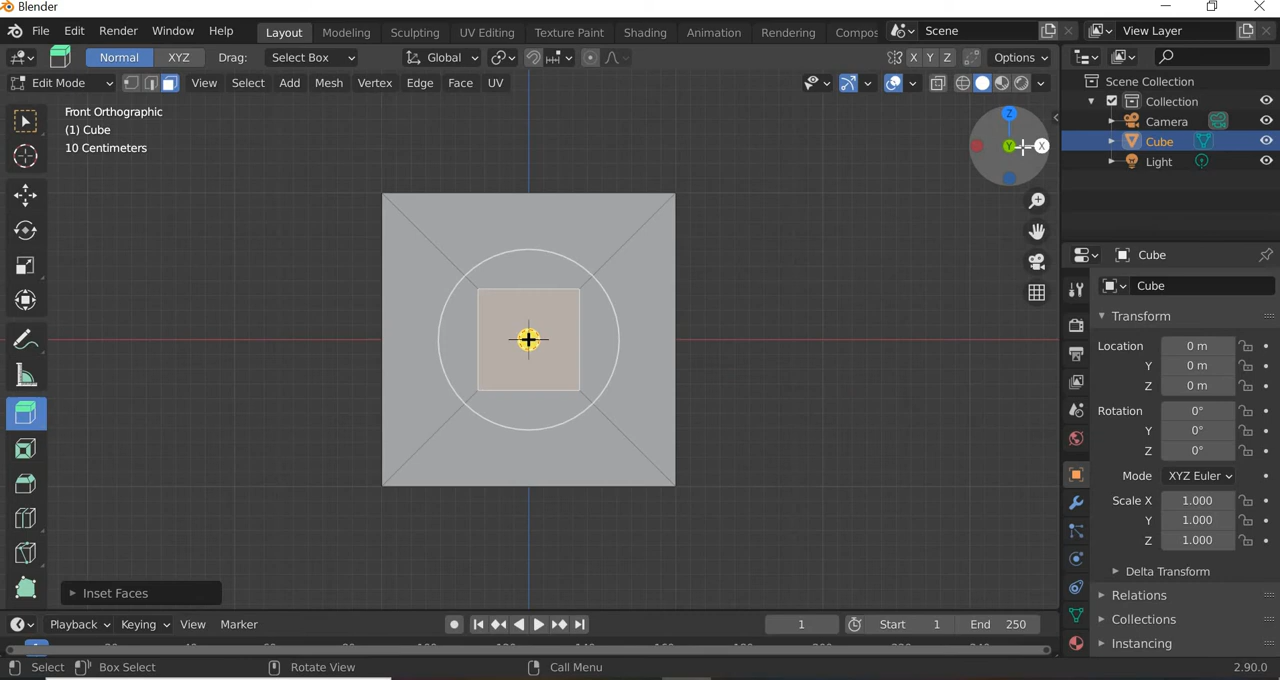 Blender
File Edit Render Window Help Layout Modeling Sculpting UV Editing Texture Paint Shading Animation Rendering Compos Scene View Layer
Normal XYZ Drag: Select Box Global X Y Z Options
Edit Mode View Select Add Mesh Vertex Edge Face UV
Front Orthographic
(1) Cube
10 Centimeters
Z
Y
X
Scene Collection
Collection
Camera
Cube
Light
Cube
Cube
Transform
Location 0 m
Y 0 m
Z 0 m
Rotation 0°
Y 0°
Z 0°
Mode XYZ Euler
Scale X 1.000
Y 1.000
Z 1.000
Delta Transform
Relations
Collections
Instancing
Inset Faces
Playback Keying View Marker 1 Start 1 End 250
Select Box Select Rotate View Call Menu 2.90.0